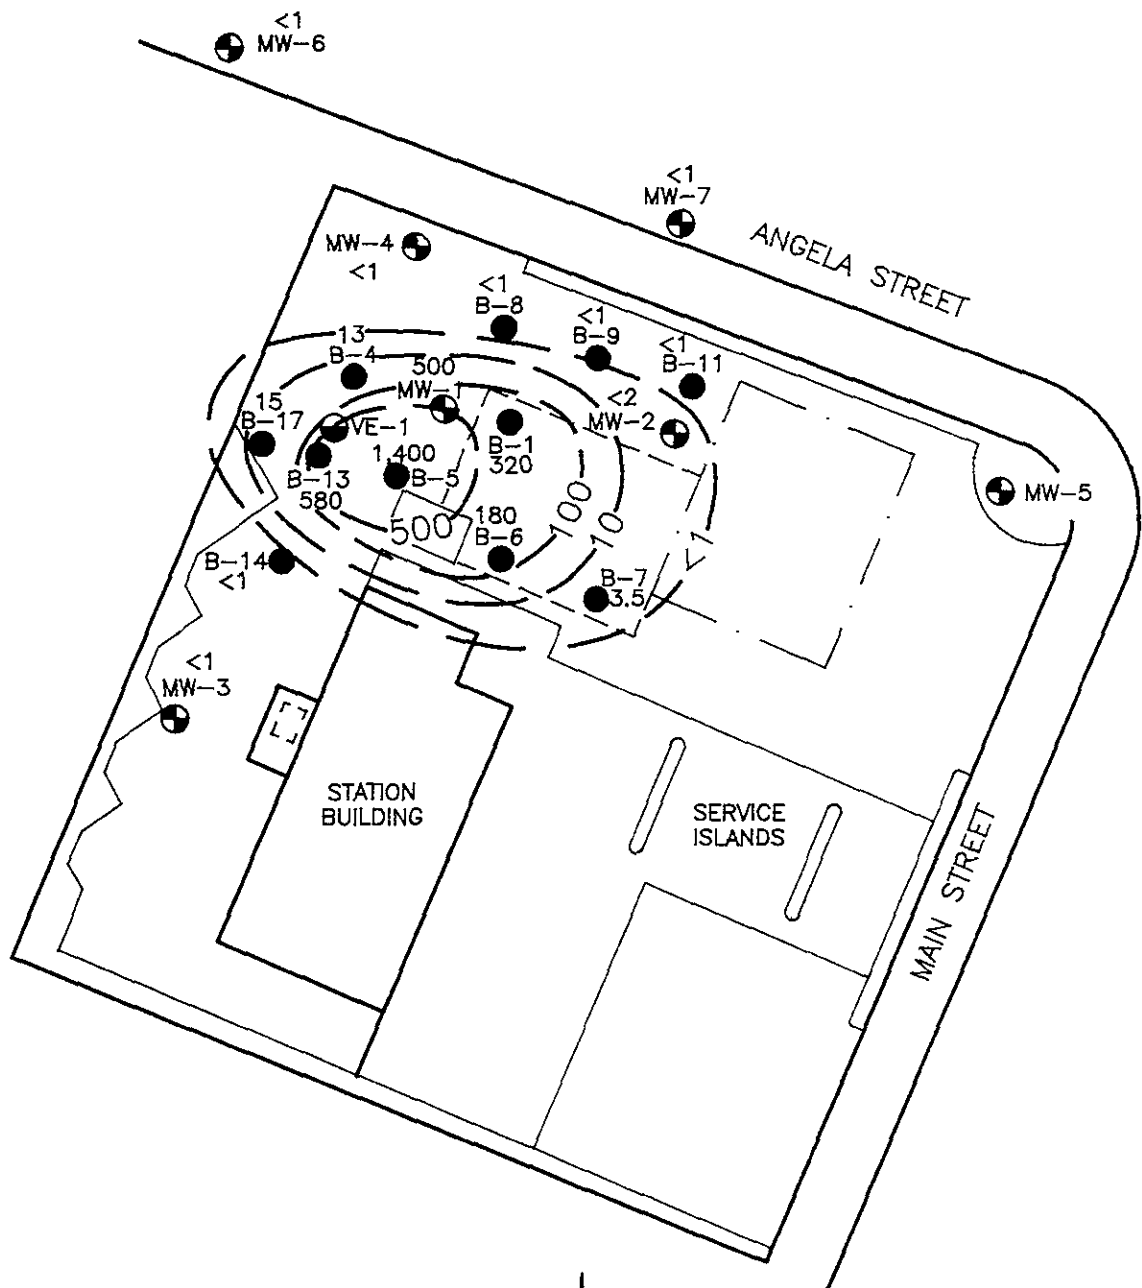 <1
MW-6
<1
MW-7
ANGELA STREET
MW-4
<1
<1
B-8
<1
B-9
<1
B-11
13
B-4
500
MW-1
<2
MW-2
15
B-17
VE-1
B-1
320
1,400
B-5
B-13
580
MW-5
500
180
B-6
100
10
<1
B-14
<1
B-7
3.5
<1
MW-3
STATION
BUILDING
SERVICE
ISLANDS
MAIN STREET